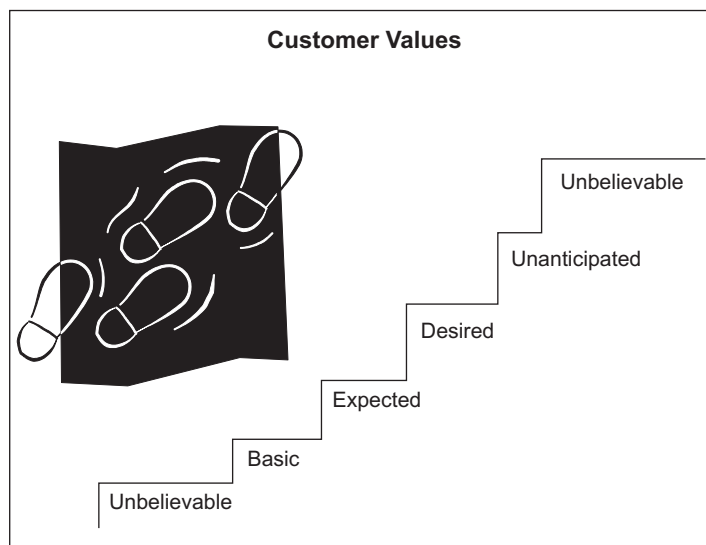 Customer Values
Unbelievable
Unanticipated
Desired
Expected
Basic
Unbelievable